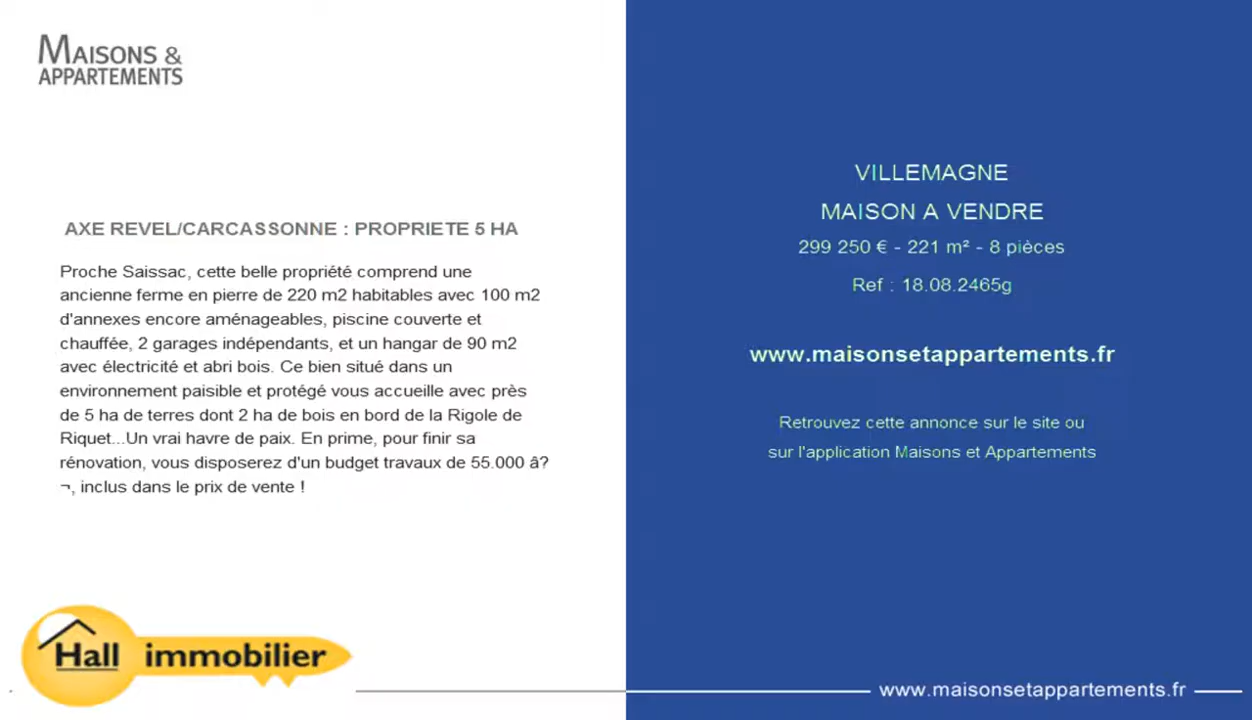 MAISONS &
APPARTEMENTS
AXE REVEL/CARCASSONNE : PROPRIETE 5 HA
Proche Saissac, cette belle propriété comprend une
ancienne ferme en pierre de 220 m2 habitables avec 100 m2
d'annexes encore aménageables, piscine couverte et
chauffée, 2 garages indépendants, et un hangar de 90 m2
avec électricité et abri bois. Ce bien situé dans un
environnement paisible et protégé vous accueille avec près
de 5 ha de terres dont 2 ha de bois en bord de la Rigole de
Riquet...Un vrai havre de paix. En prime, pour finir sa
rénovation, vous disposerez d'un budget travaux de 55.000 â?
¬, inclus dans le prix de vente !
Hall immobilier
VILLEMAGNE
MAISON A VENDRE
299 250 € - 221 m² - 8 pièces
Ref : 18.08.2465g
www.maisonsetappartements.fr
Retrouvez cette annonce sur le site ou
sur l'application Maisons et Appartements
www.maisonsetappartements.fr